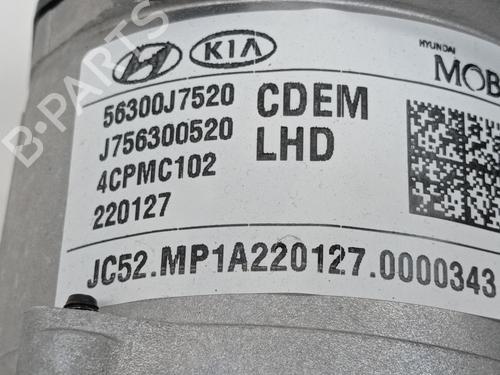 KIA
HYUNDAI
MOB
56300J7520 CDEM
J756300520 LHD
4CPMC102
220127
JC52.MP1A220127.0000343
B-PARTS